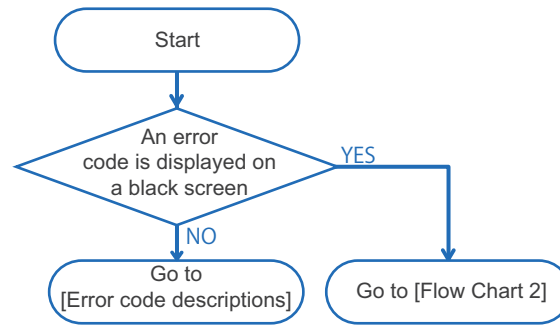 Start
An error
code is displayed on
a black screen
YES
NO
Go to
[Error code descriptions]
Go to [Flow Chart 2]